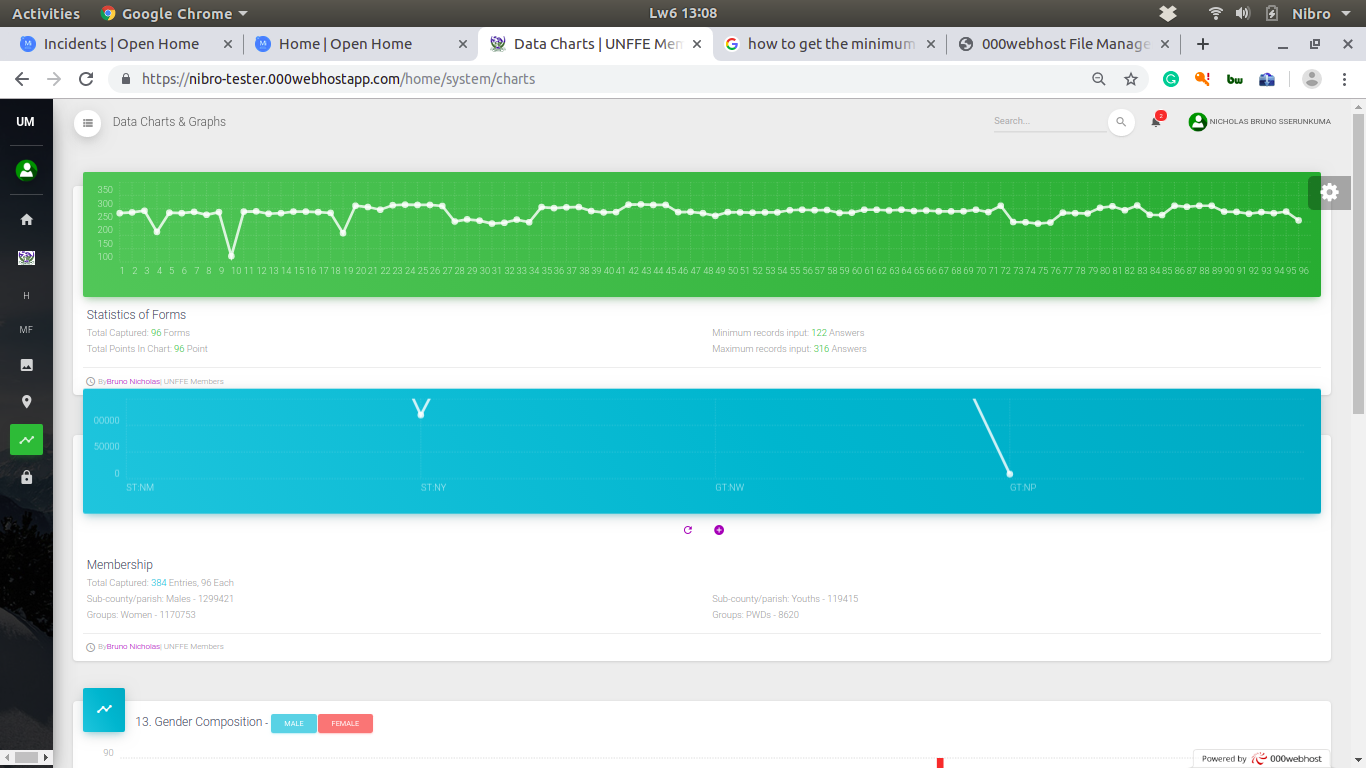 Activities Google Chrome Lw6 13:08 Nibro
Incidents | Open Home Home | Open Home Data Charts | UNFFE Mem how to get the minimum 000webhost File Manage
https://nibro-tester.000webhostapp.com/home/system/charts
UM Data Charts & Graphs Search... 2 NICHOLAS BRUNO SSERUNKUMA
350
300
250
200
150
100
1 2 3 4 5 6 7 8 9 10 11 12 13 14 15 16 17 18 19 20 21 22 23 24 25 26 27 28 29 30 31 32 33 34 35 36 37 38 39 40 41 42 43 44 45 46 47 48 49 50 51 52 53 54 55 56 57 58 59 60 61 62 63 64 65 66 67 68 69 70 71 72 73 74 75 76 77 78 79 80 81 82 83 84 85 86 87 88 89 90 91 92 93 94 95 96
H
MF
Statistics of Forms
Total Captured: 96 Forms Minimum records input: 122 Answers
Total Points In Chart: 96 Point Maximum records input: 316 Answers
By Bruno Nicholas | UNFFE Members
00000
50000
0
ST:NM ST:NY GT:NW GT:NP
Membership
Total Captured: 384 Entries, 96 Each
Sub-county/parish: Males - 1299421 Sub-county/parish: Youths - 119415
Groups: Women - 1170753 Groups: PWDs - 8620
By Bruno Nicholas | UNFFE Members
13. Gender Composition - MALE FEMALE
90
Powered by 000webhost